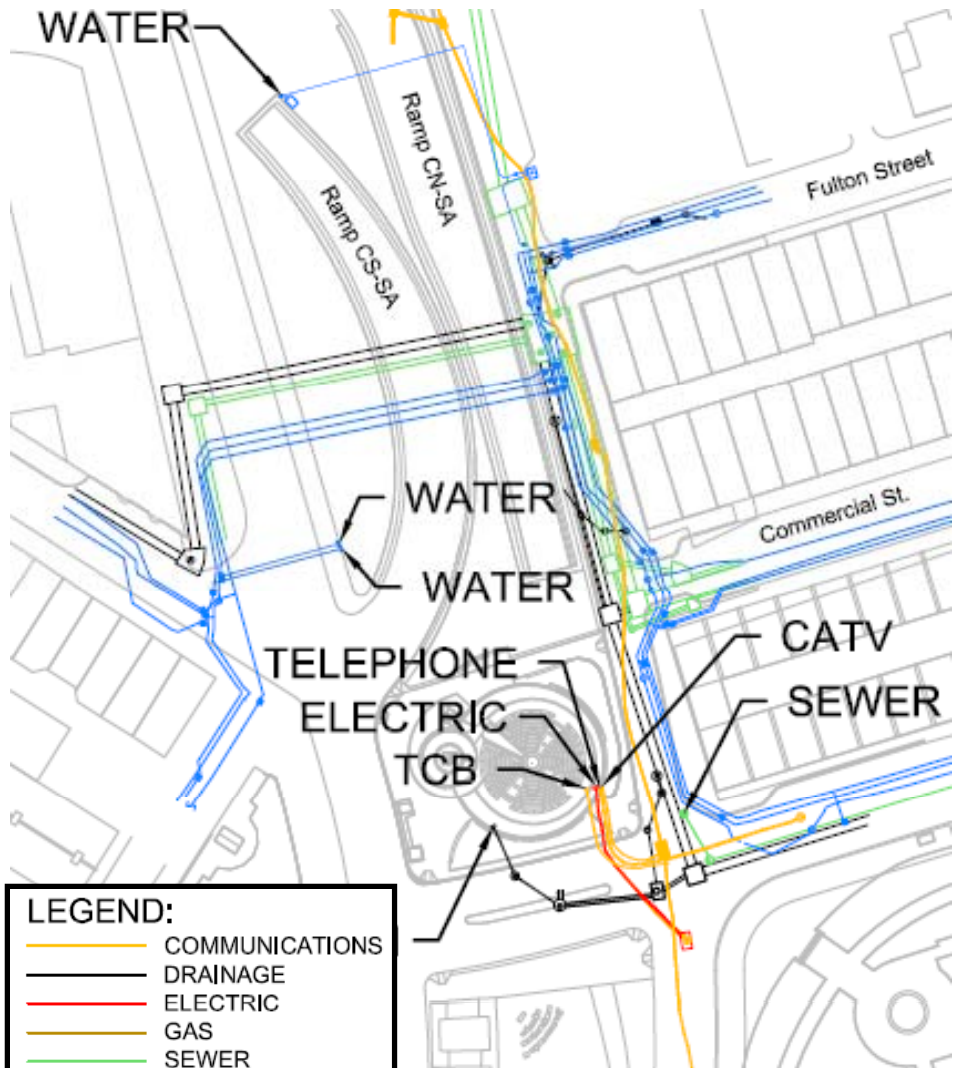 WATER
Ramp CN-SA
Ramp CS-SA
Fulton Street
WATER
Commercial St.
WATER
CATV
TELEPHONE
SEWER
ELECTRIC
TCB
LEGEND:
COMMUNICATIONS
DRAINAGE
ELECTRIC
GAS
SEWER